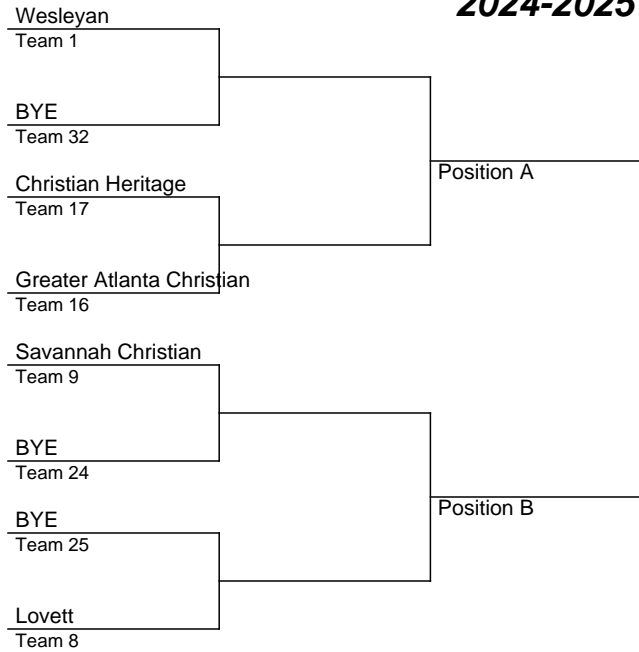 2024-2025
Wesleyan
Team 1
BYE
Team 32
Position A
Christian Heritage
Team 17
Greater Atlanta Christian
Team 16
Savannah Christian
Team 9
BYE
Team 24
Position B
BYE
Team 25
Lovett
Team 8